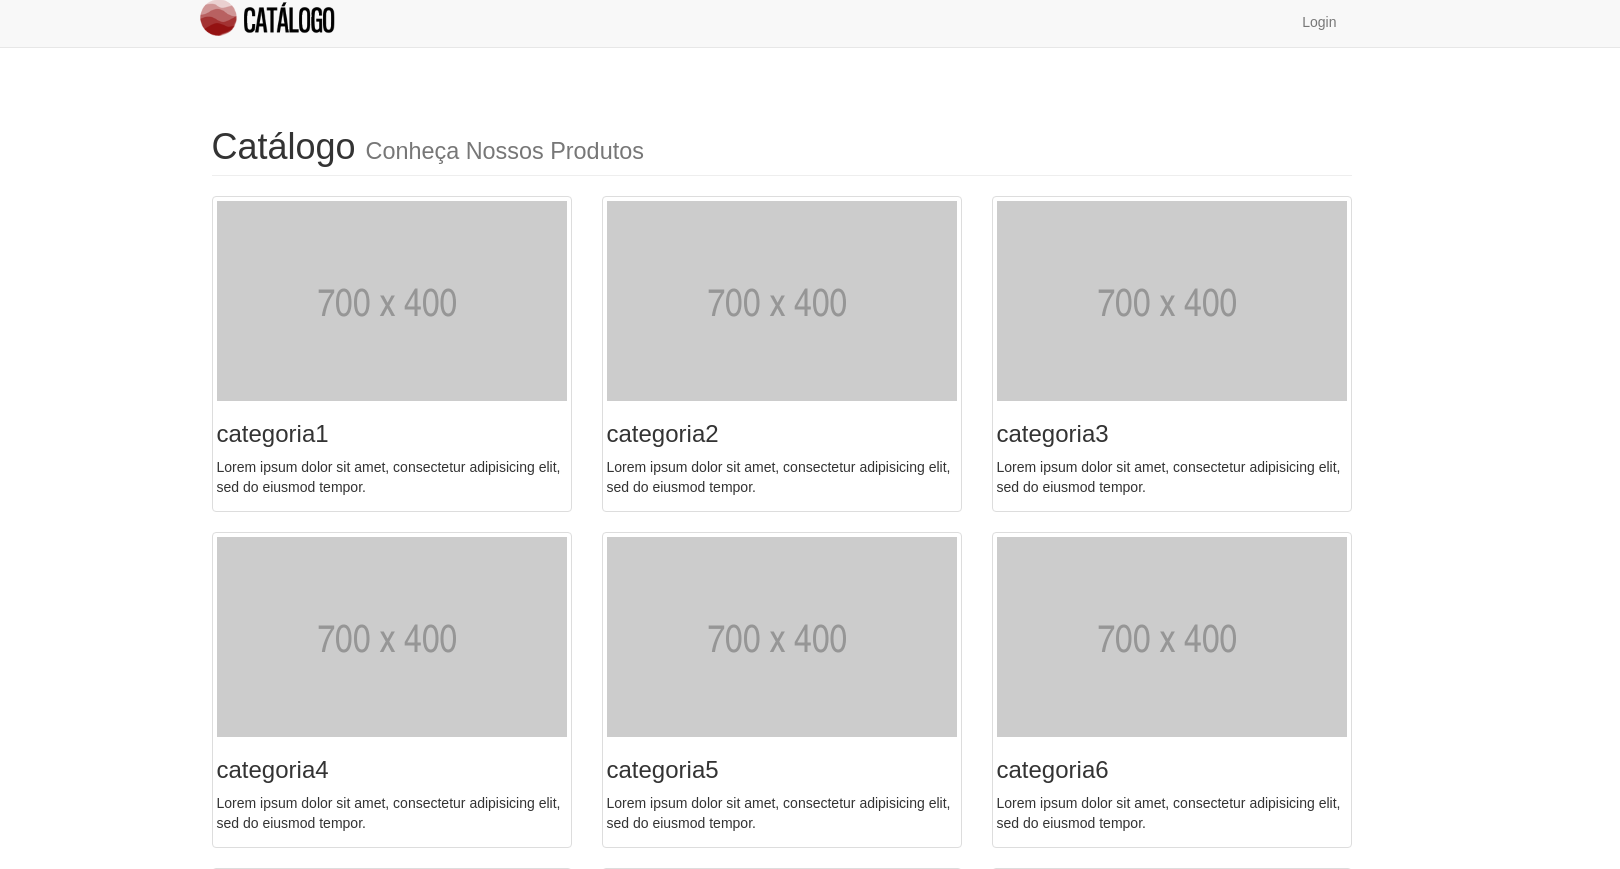 CATÁLOGO
Login
Catálogo Conheça Nossos Produtos
700 x 400
700 x 400
700 x 400
categoria1
Lorem ipsum dolor sit amet, consectetur adipisicing elit,
sed do eiusmod tempor.
categoria2
Lorem ipsum dolor sit amet, consectetur adipisicing elit,
sed do eiusmod tempor.
categoria3
Lorem ipsum dolor sit amet, consectetur adipisicing elit,
sed do eiusmod tempor.
700 x 400
700 x 400
700 x 400
categoria4
Lorem ipsum dolor sit amet, consectetur adipisicing elit,
sed do eiusmod tempor.
categoria5
Lorem ipsum dolor sit amet, consectetur adipisicing elit,
sed do eiusmod tempor.
categoria6
Lorem ipsum dolor sit amet, consectetur adipisicing elit,
sed do eiusmod tempor.